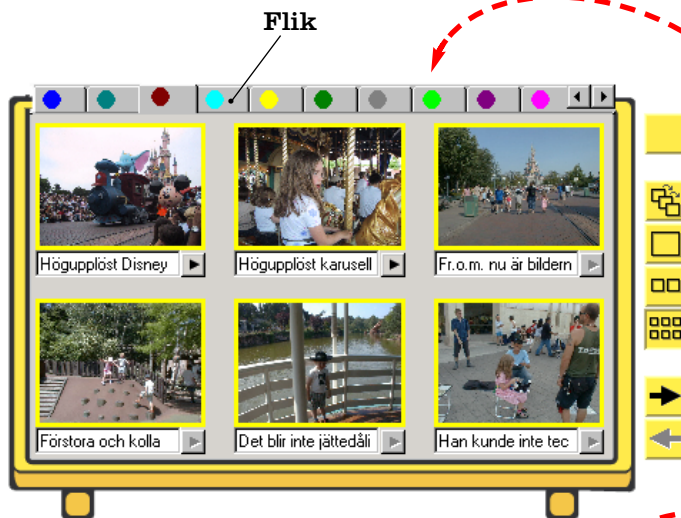 Flik
Högupplöst Disney
Högupplöst karusell
Fr.o.m. nu är bildern
Förstora och kolla
Det blir inte jättedåli
Han kunde inte tec